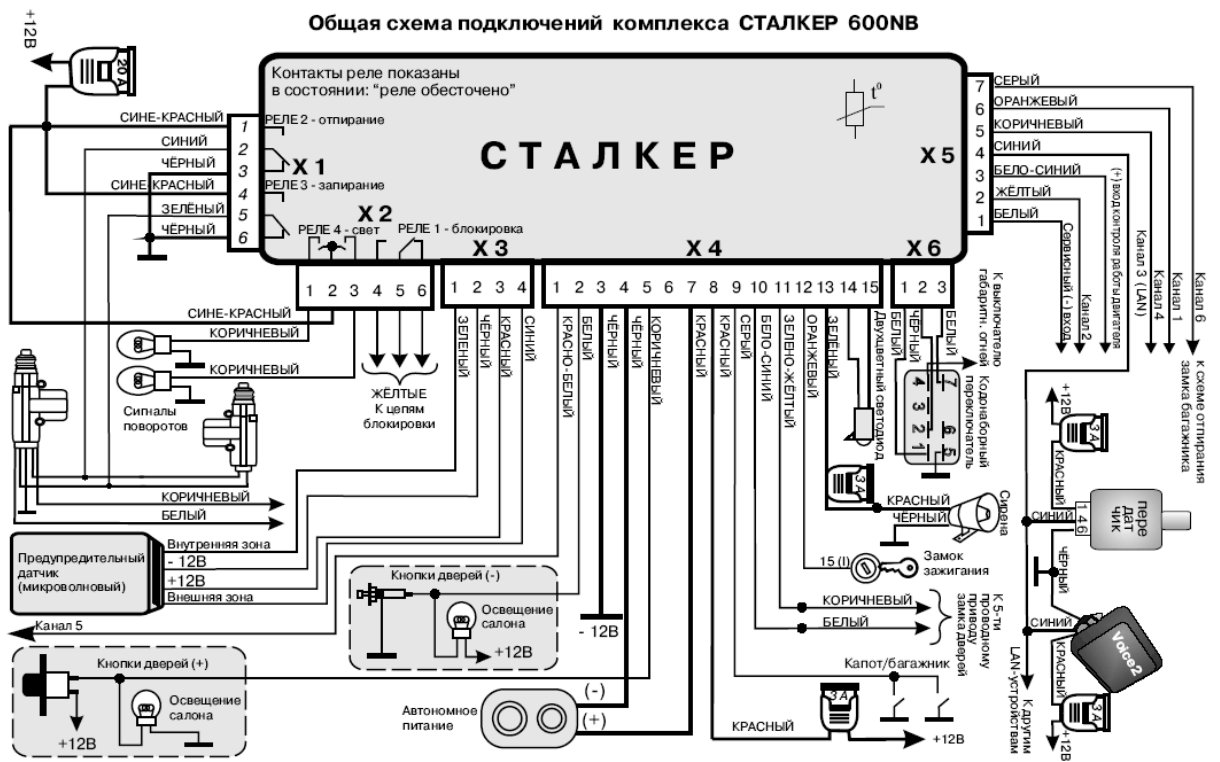 Общая схема подключений комплекса СТАЛКЕР 600NB
+12В
20 А
Контакты реле показаны
в состоянии: “реле обесточено”
t⁰
СТАЛКЕР
СИНЕ-КРАСНЫЙ
СИНИЙ
ЧЁРНЫЙ
СИНЕ-КРАСНЫЙ
ЗЕЛЁНЫЙ
ЧЁРНЫЙ
1
2
3
4
5
6
РЕЛЕ 2 - отпирание
X 1
РЕЛЕ 3 - запирание
X 2
РЕЛЕ 4 - свет
РЕЛЕ 1 - блокировка
X 3
X 4
X 6
X 5
7
6
5
4
3
2
1
СЕРЫЙ
ОРАНЖЕВЫЙ
КОРИЧНЕВЫЙ
СИНИЙ
БЕЛО-СИНИЙ
ЖЁЛТЫЙ
БЕЛЫЙ
Сервисный (-) вход
Канал 2
(+) вход контроля работы двигателя
Канал 3 (LAN)
Канал 4
Канал 1
Канал 6
к схеме отпирания
замка багажника
1 2 3 4 5 6
1 2 3 4
1 2 3 4 5 6 7 8 9 10 11 12 13 14 15
1 2 3
СИНЕ-КРАСНЫЙ
КОРИЧНЕВЫЙ
КОРИЧНЕВЫЙ
Сигналы
поворотов
ЖЁЛТЫЕ
К цепям
блокировки
ЗЕЛЕНЫЙ
ЧЁРНЫЙ
КРАСНЫЙ
СИНИЙ
КРАСНО-БЕЛЫЙ
БЕЛЫЙ
ЧЁРНЫЙ
ЧЁРНЫЙ
КОРИЧНЕВЫЙ
КРАСНЫЙ
КРАСНЫЙ
СЕРЫЙ
БЕЛО-СИНИЙ
ЗЕЛЕНО-ЖЁЛТЫЙ
ОРАНЖЕВЫЙ
ЗЕЛЁНЫЙ
Двухцветный светодиод
БЕЛЫЙ
ЧЁРНЫЙ
БЕЛЫЙ
К выключателю
габаритн. огней
4 7
3
2 6
1 5
Кодонаборный
переключатель
КОРИЧНЕВЫЙ
БЕЛЫЙ
Предупредительный
датчик
(микроволновый)
Внутренняя зона
- 12В
+12В
Внешняя зона
Канал 5
Кнопки дверей (-)
Освещение
салона
+12В
- 12В
Кнопки дверей (+)
Освещение
салона
+12В
Автономное
питание
(-)
(+)
3 А
КРАСНЫЙ
ЧЁРНЫЙ
Сирена
15 (I)
Замок
зажигания
КОРИЧНЕВЫЙ
БЕЛЫЙ
К 5-ти
проводному
приводу
замка дверей
Капот/багажник
КРАСНЫЙ
3 А
+12В
+12В
3 А
КРАСНЫЙ
СИНИЙ
1 4 6
пере
дат
чик
ЧЁРНЫЙ
СИНИЙ
Voice2
КРАСНЫЙ
3 А
+12В
К другим
LAN-устройствам